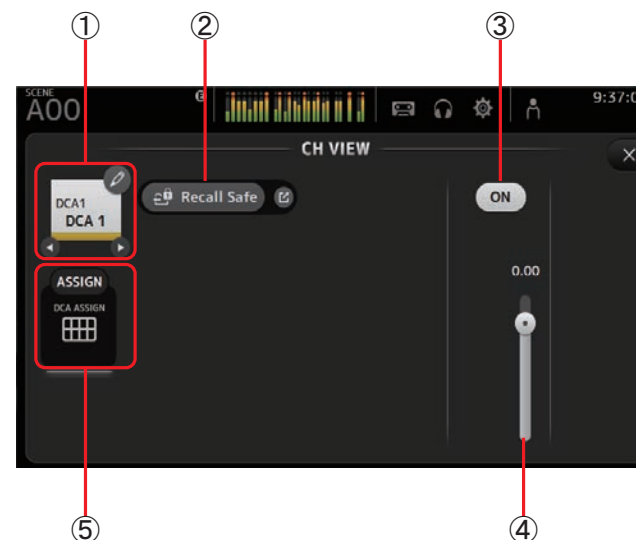 ① ② ③
SCENE
A00
E
9:37:0
CH VIEW
DCA1
DCA 1
Recall Safe
ON
ASSIGN
DCA ASSIGN
0.00
⑤ ④